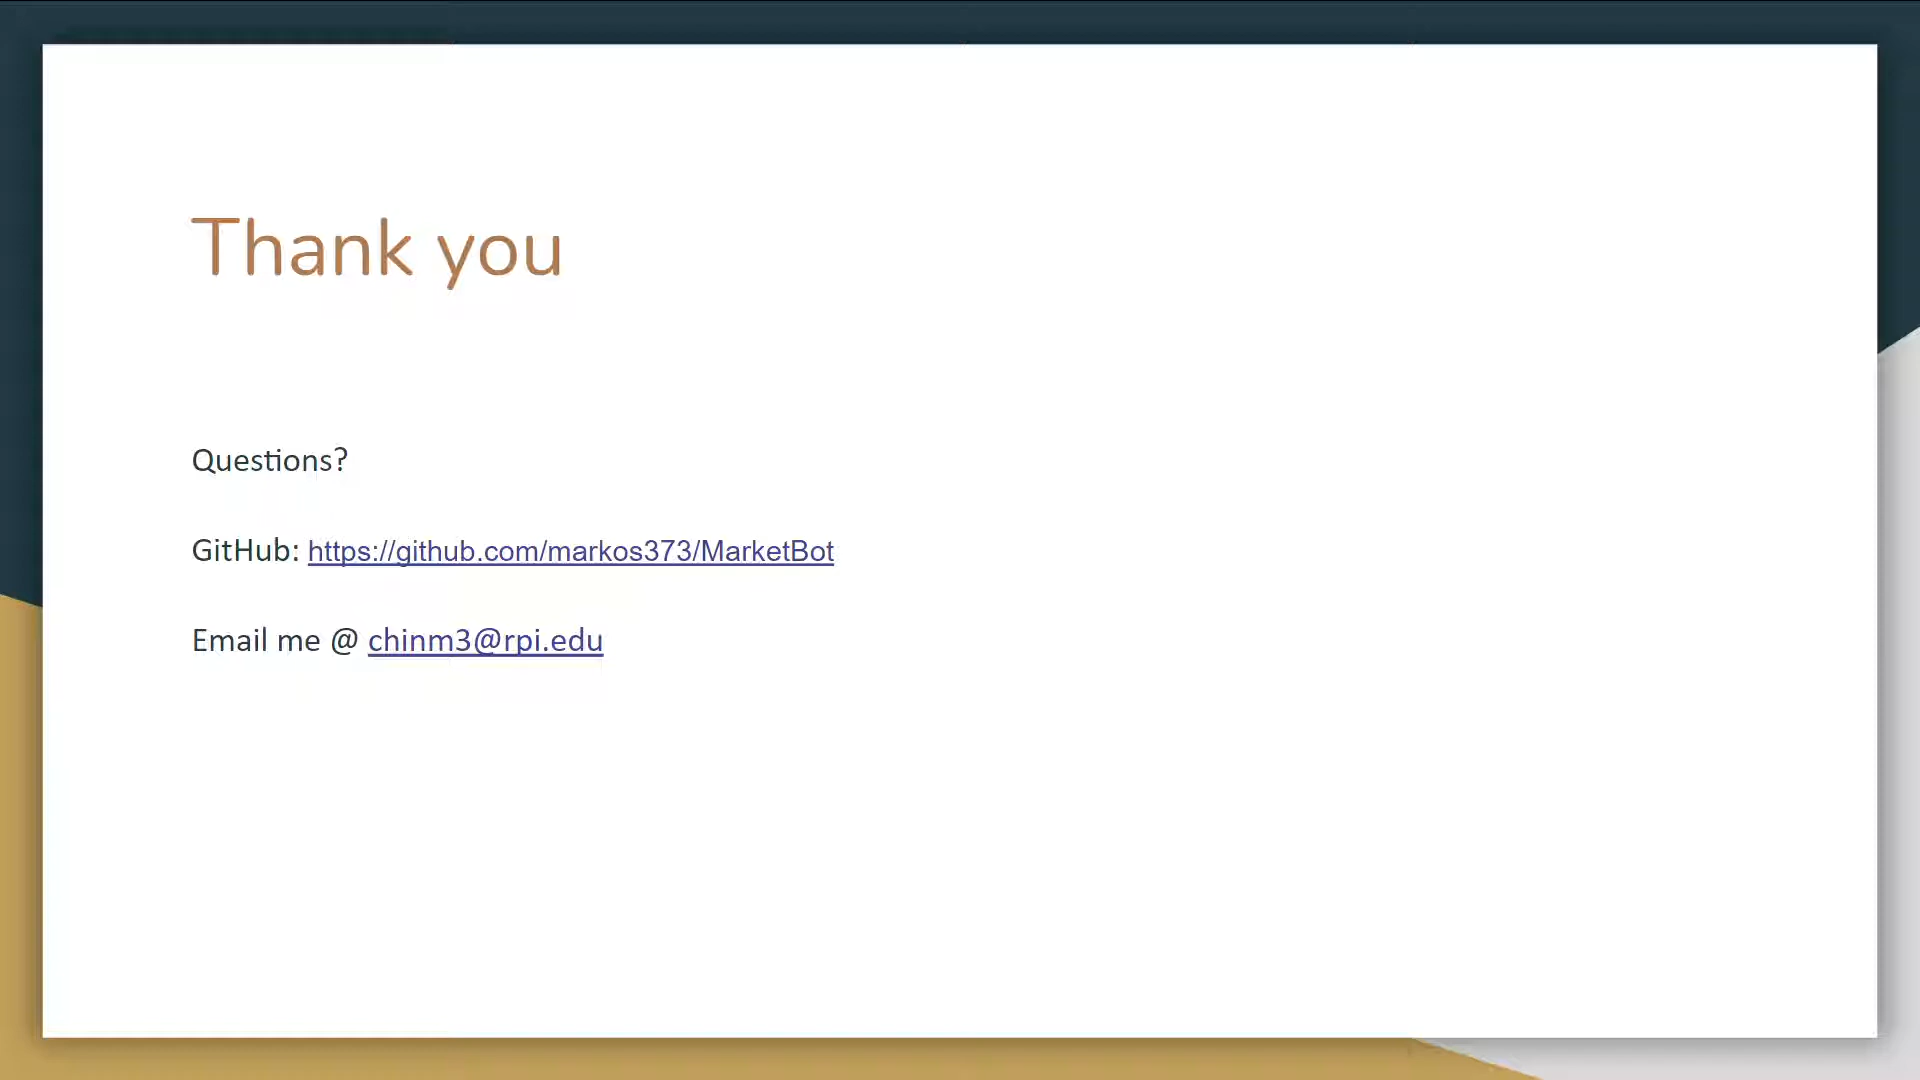 Thank you
Questions?
GitHub: https://github.com/markos373/MarketBot
Email me @ chinm3@rpi.edu